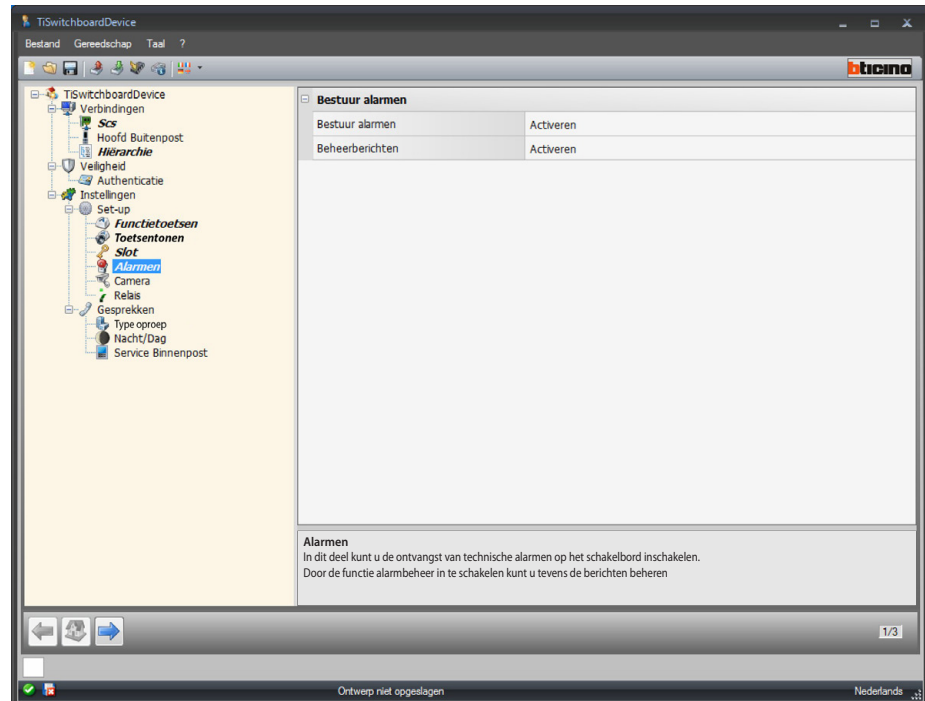 TiSwitchboardDevice
Bestand Gereedschap Taal ?
bticino
TiSwitchboardDevice
Verbindingen
Scs
Hoofd Buitenpost
Hiërarchie
Veiligheid
Authenticatie
Instellingen
Set-up
Functietoetsen
Toetsentonen
Slot
Alarmen
Camera
Relais
Gesprekken
Type oproep
Nacht/Dag
Service Binnenpost
Bestuur alarmen
Bestuur alarmen Activeren
Beheerberichten Activeren
Alarmen
In dit deel kunt u de ontvangst van technische alarmen op het schakelbord inschakelen.
Door de functie alarmbeheer in te schakelen kunt u tevens de berichten beheren
1/3
Ontwerp niet opgeslagen Nederlands